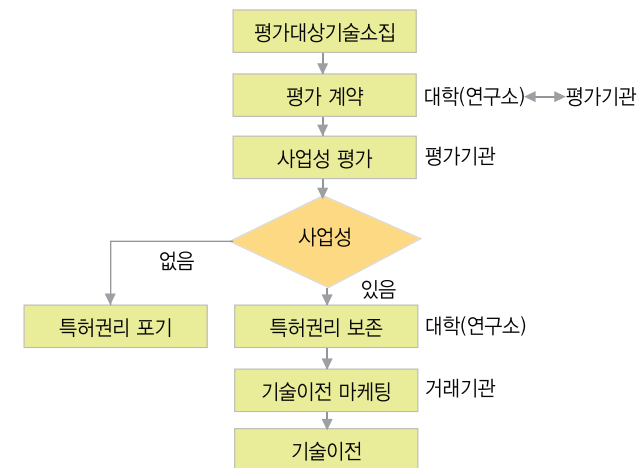 평가대상기술소집
평가 계약
대학(연구소) 평가기관
사업성 평가
평가기관
사업성
없음
있음
특허권리 포기
특허권리 보존
대학(연구소)
기술이전 마케팅
거래기관
기술이전